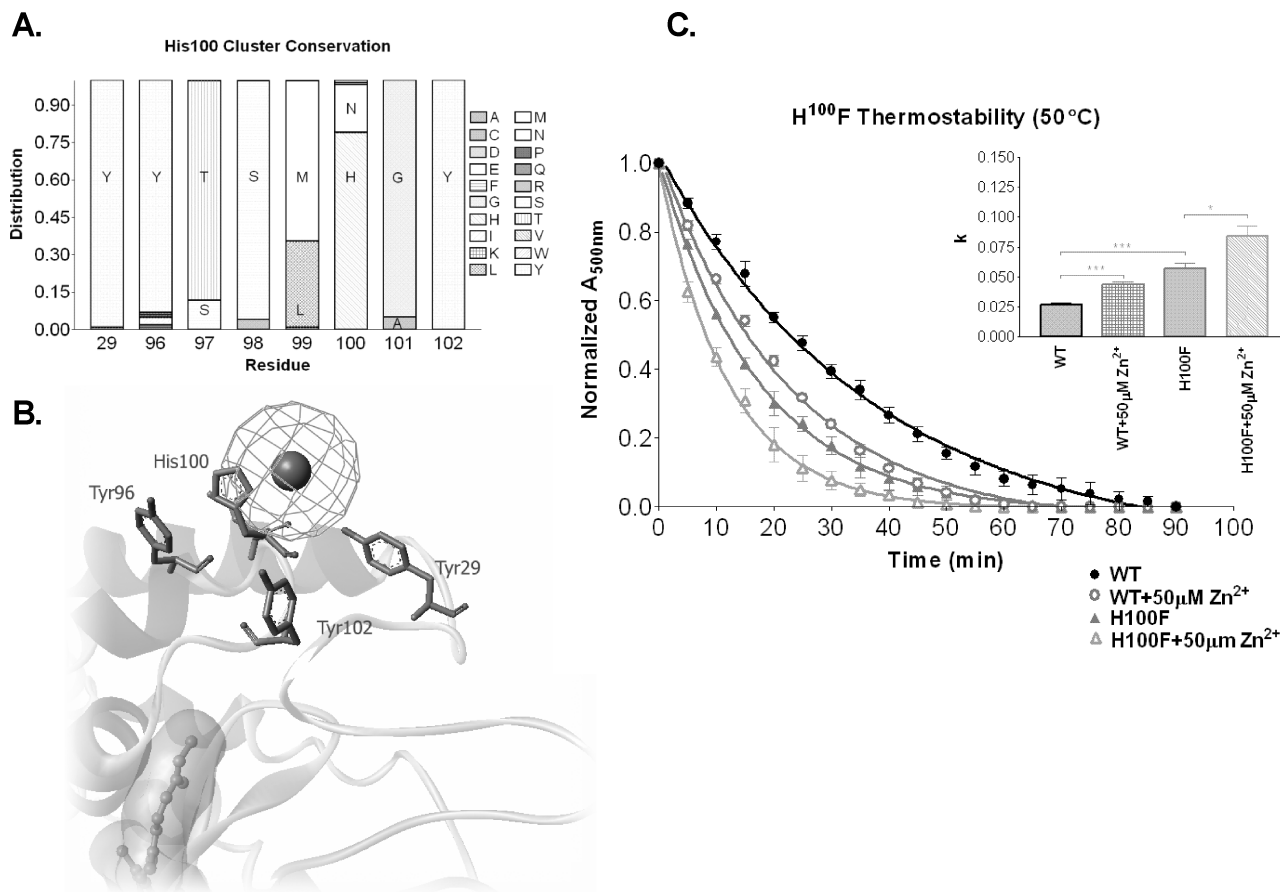 A.
His100 Cluster Conservation
Distribution
0.90
0.75
0.60
0.45
0.30
0.15
0.00
Y Y T S M H G Y
N
S L A
29 96 97 98 99 100 101 102
Residue
A M
C N
D P
E Q
F R
G S
H T
I V
K W
L Y
B.
His100
Tyr96
Tyr29
Tyr102
C.
H¹⁰⁰F Thermostability (50°C)
Normalized A₅₀₀nm
1.0
0.8
0.6
0.4
0.2
0.0
0 10 20 30 40 50 60 70 80 90 100
Time (min)
k
0.150
0.125
0.100
0.075
0.050
0.025
0.000
***
***
*
WT
WT+50μM Zn²⁺
H100F
H100F+50μM Zn²⁺
WT
WT+50μM Zn²⁺
H100F
H100F+50μm Zn²⁺